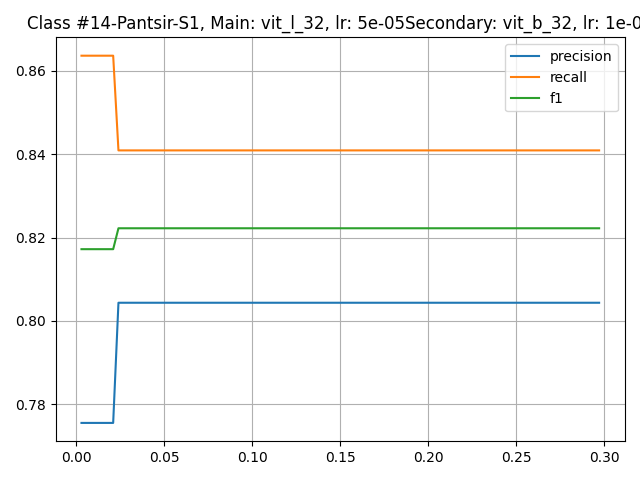 Class #14-Pantsir-S1, Main: vit_l_32, lr: 5e-05Secondary: vit_b_32, lr: 1e-0
precision
recall
f1
0.86
0.84
0.82
0.80
0.78
0.00 0.05 0.10 0.15 0.20 0.25 0.30